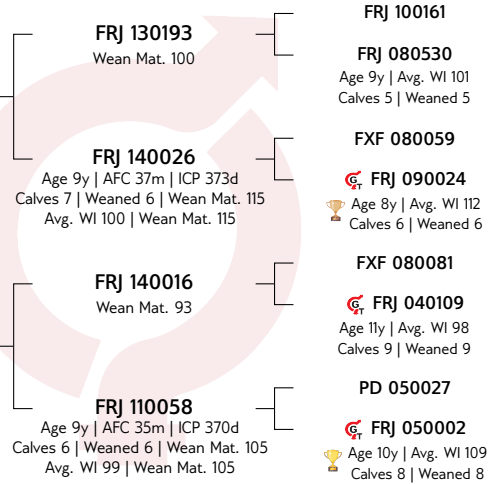 FRJ 130193
Wean Mat. 100
FRJ 140026
Age 9y | AFC 37m | ICP 373d
Calves 7 | Weaned 6 | Wean Mat. 115
Avg. WI 100 | Wean Mat. 115
FRJ 140016
Wean Mat. 93
FRJ 110058
Age 9y | AFC 35m | ICP 370d
Calves 6 | Weaned 6 | Wean Mat. 105
Avg. WI 99 | Wean Mat. 105
FRJ 100161
FRJ 080530
Age 9y | Avg. WI 101
Calves 5 | Weaned 5
FXF 080059
GT FRJ 090024
Age 8y | Avg. WI 112
Calves 6 | Weaned 6
FXF 080081
GT FRJ 040109
Age 11y | Avg. WI 98
Calves 9 | Weaned 9
PD 050027
GT FRJ 050002
Age 10y | Avg. WI 109
Calves 8 | Weaned 8